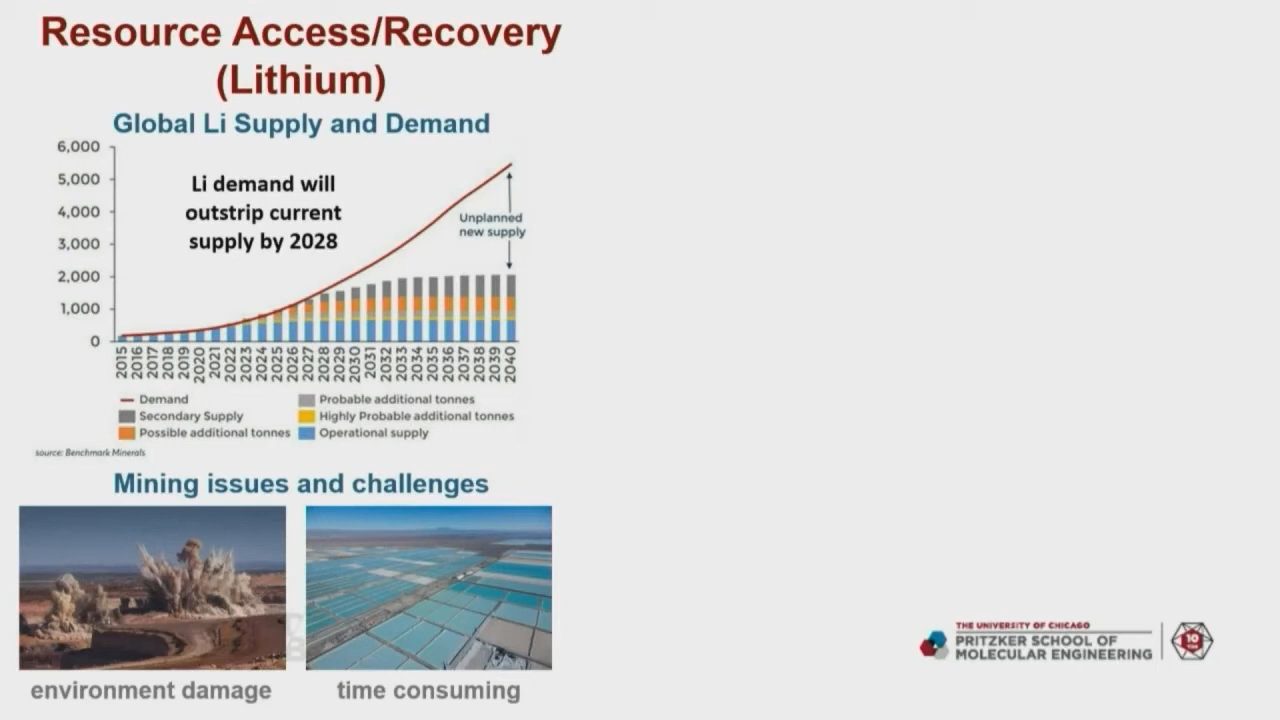 Resource Access/Recovery
(Lithium)
Global Li Supply and Demand
6,000
5,000
4,000
3,000
2,000
1,000
0
Li demand will
outstrip current
supply by 2028
Unplanned
new supply
2015
2016
2017
2018
2019
2020
2021
2022
2023
2024
2025
2026
2027
2028
2029
2030
2031
2032
2033
2034
2035
2036
2037
2038
2039
2040
Demand
Probable additional tonnes
Secondary Supply
Highly Probable additional tonnes
Possible additional tonnes
Operational supply
source: Benchmark Minerals
Mining issues and challenges
environment damage
time consuming
THE UNIVERSITY OF CHICAGO
PRITZKER SCHOOL OF
MOLECULAR ENGINEERING
10